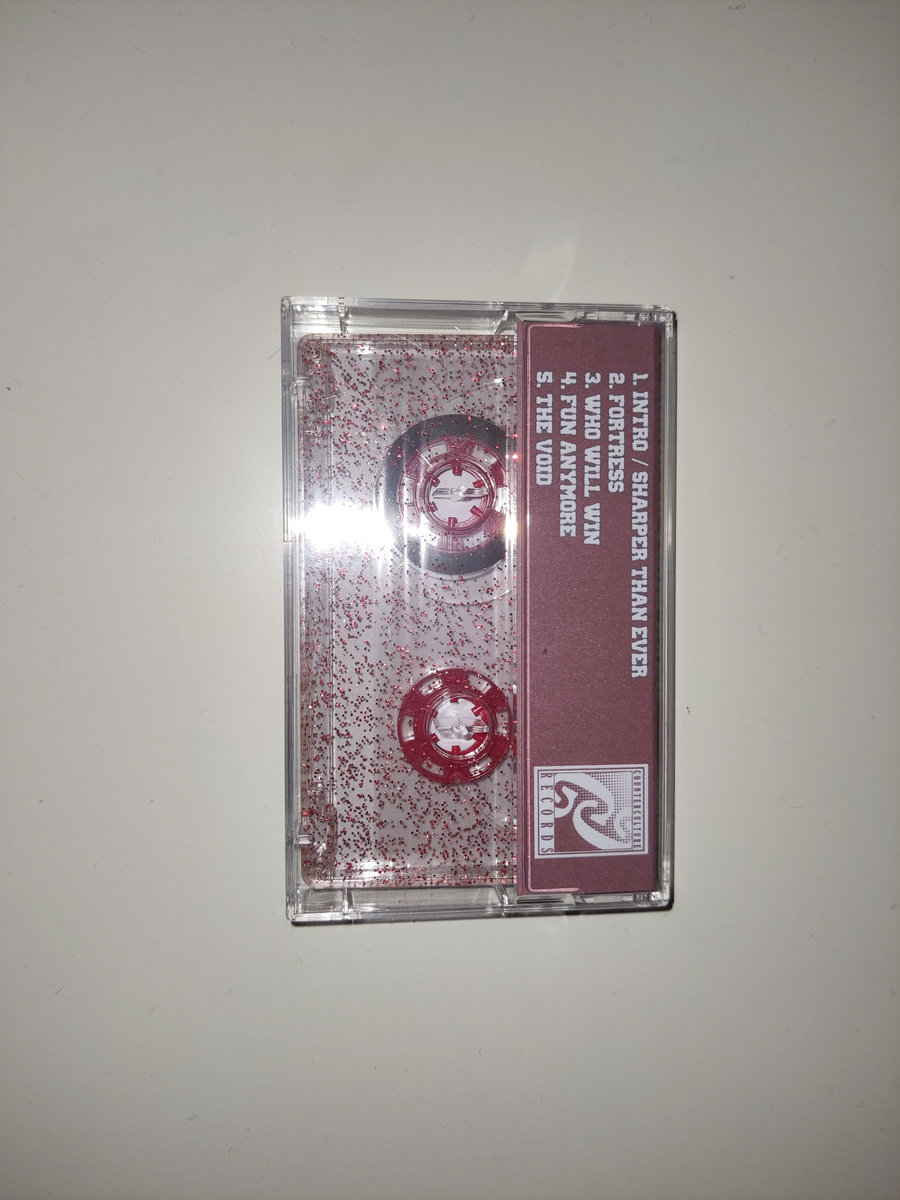 1. INTRO / SHARPER THAN EVER
2. FORTRESS
3. WHO WILL WIN
4. FUN ANYMORE
5. THE VOID
COUNTERCULTURE
RECORDS